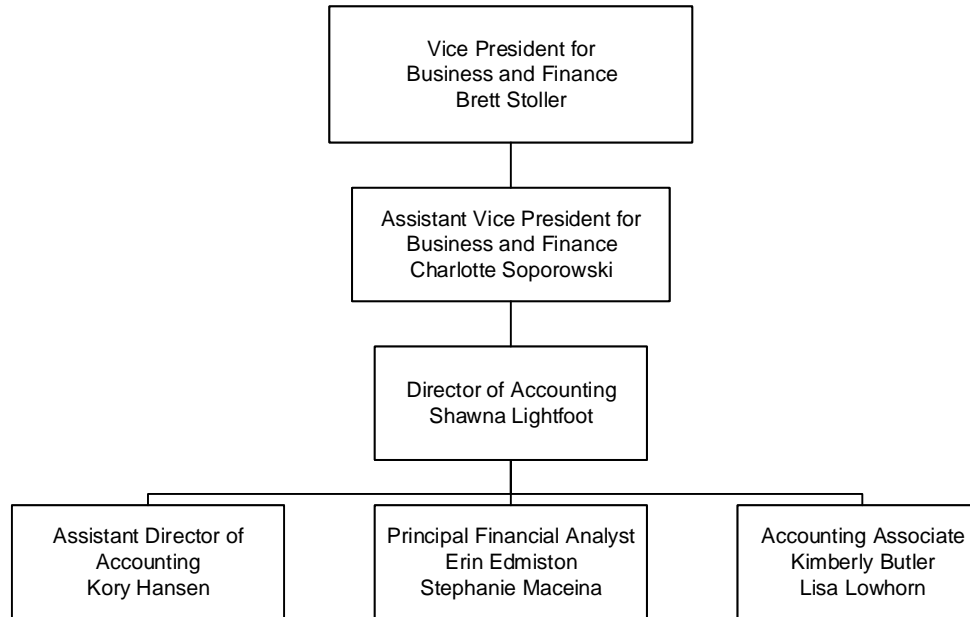 Vice President for
Business and Finance
Brett Stoller
Assistant Vice President for
Business and Finance
Charlotte Soporowski
Director of Accounting
Shawna Lightfoot
Assistant Director of
Accounting
Kory Hansen
Principal Financial Analyst
Erin Edmiston
Stephanie Maceina
Accounting Associate
Kimberly Butler
Lisa Lowhorn